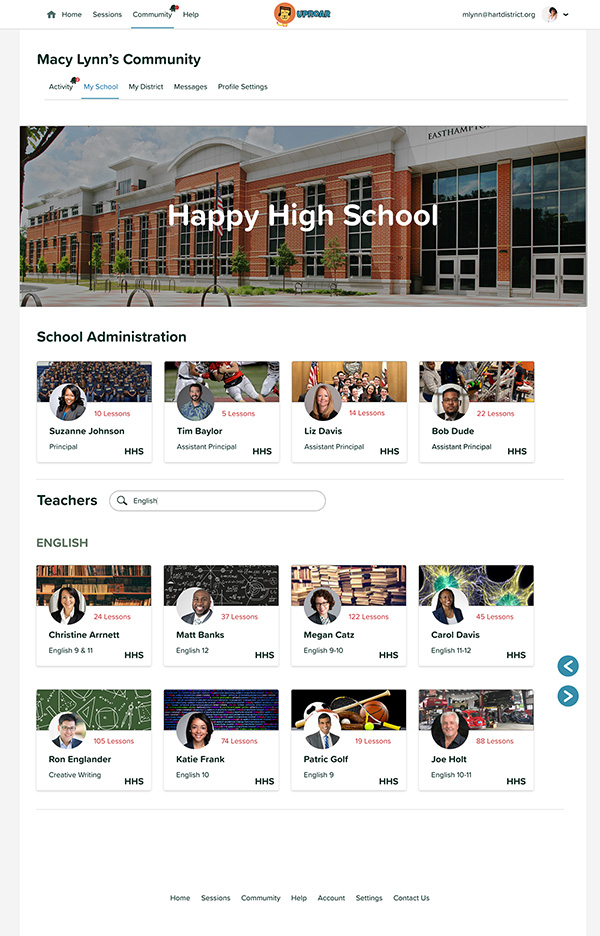 Home Sessions Community Help UPROAR mlynn@hartdistrict.org
Macy Lynn's Community
Activity My School My District Messages Profile Settings
EASTHAMPTON
Happy High School
School Administration
10 Lessons 5 Lessons 14 Lessons 22 Lessons
Suzanne Johnson Tim Baylor Liz Davis Bob Dude
Principal Assistant Principal Assistant Principal Assistant Principal
HHS HHS HHS HHS
Teachers English
ENGLISH
24 Lessons 37 Lessons 122 Lessons 45 Lessons
Christine Arrnett Matt Banks Megan Catz Carol Davis
English 9 & 11 English 12 English 9-10 English 11-12
HHS HHS HHS HHS
105 Lessons 74 Lessons 19 Lessons 88 Lessons
Ron Englander Katie Frank Patric Golf Joe Holt
Creative Writing English 10 English 9 English 10-11
HHS HHS HHS HHS
Home Sessions Community Help Account Settings Contact Us